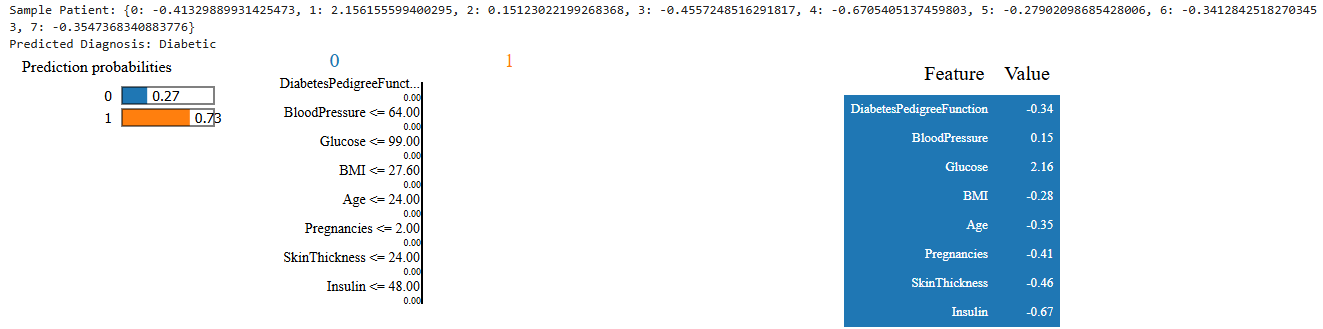 Sample Patient: {0: -0.41329889931425473, 1: 2.156155599400295, 2: 0.15123022199268368, 3: -0.4557248516291817, 4: -0.6705405137459803, 5: -0.27902098685428006, 6: -0.3412842518270345
3, 7: -0.3547368340883776}
Predicted Diagnosis: Diabetic
Prediction probabilities
0 0.27
1 0.73
0 1
DiabetesPedigreeFunct...
0.00
BloodPressure <= 64.00
0.00
Glucose <= 99.00
0.00
BMI <= 27.60
0.00
Age <= 24.00
0.00
Pregnancies <= 2.00
0.00
SkinThickness <= 24.00
0.00
Insulin <= 48.00
0.00
Feature Value
DiabetesPedigreeFunction -0.34
BloodPressure 0.15
Glucose 2.16
BMI -0.28
Age -0.35
Pregnancies -0.41
SkinThickness -0.46
Insulin -0.67